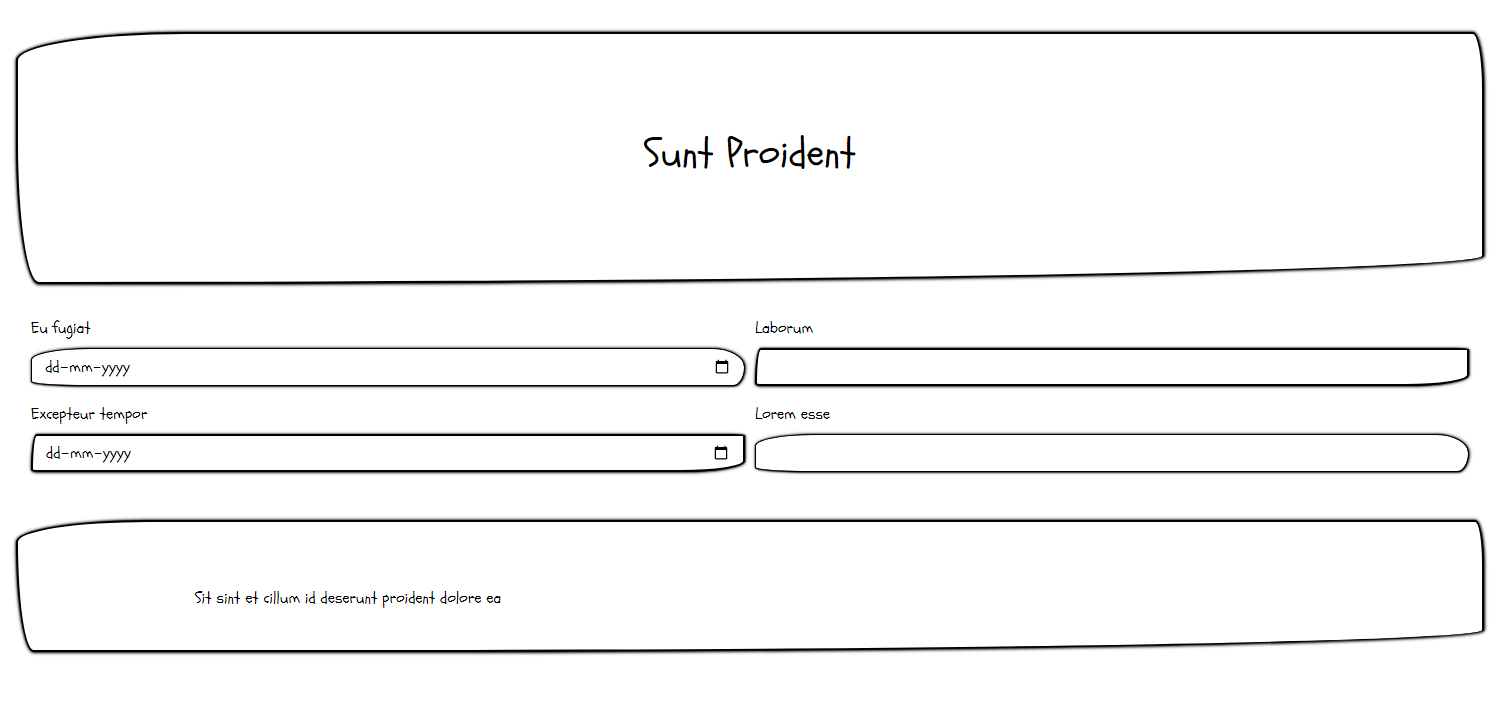 Sunt Proident
Eu fugiat
Laborum
dd-mm-yyyy
Excepteur tempor
Lorem esse
dd-mm-yyyy
Sit sint et cillum id deserunt proident dolore ea